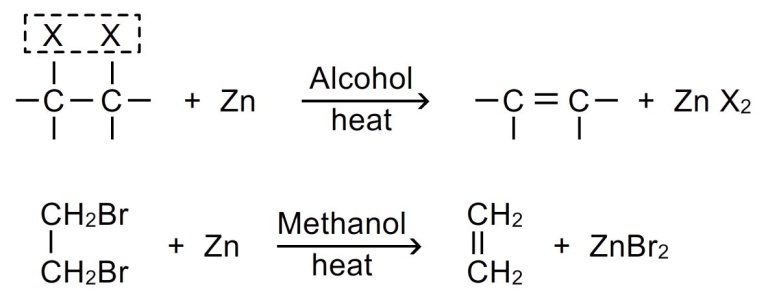 X X
Alcohol
–C–C– + Zn ⟶ –C=C– + Zn X₂
heat
CH₂Br CH₂
Methanol
+ Zn ⟶ + ZnBr₂
heat
CH₂Br CH₂